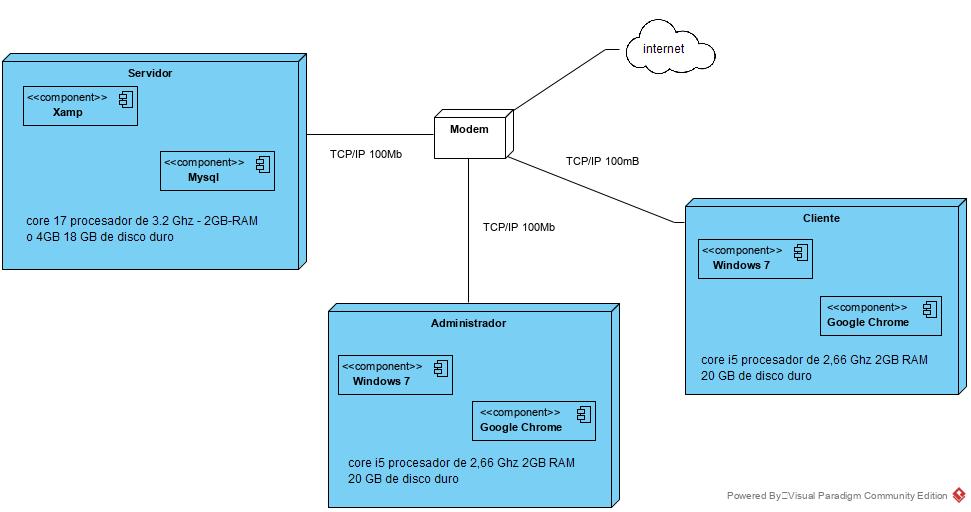 internet
Servidor
<<component>>
Xamp
<<component>>
Mysql
core 17 procesador de 3.2 Ghz - 2GB-RAM
o 4GB 18 GB de disco duro
TCP/IP 100Mb
Modem
TCP/IP 100mB
TCP/IP 100Mb
Cliente
<<component>>
Windows 7
<<component>>
Google Chrome
core i5 procesador de 2,66 Ghz 2GB RAM
20 GB de disco duro
Administrador
<<component>>
Windows 7
<<component>>
Google Chrome
core i5 procesador de 2,66 Ghz 2GB RAM
20 GB de disco duro
Powered By Visual Paradigm Community Edition